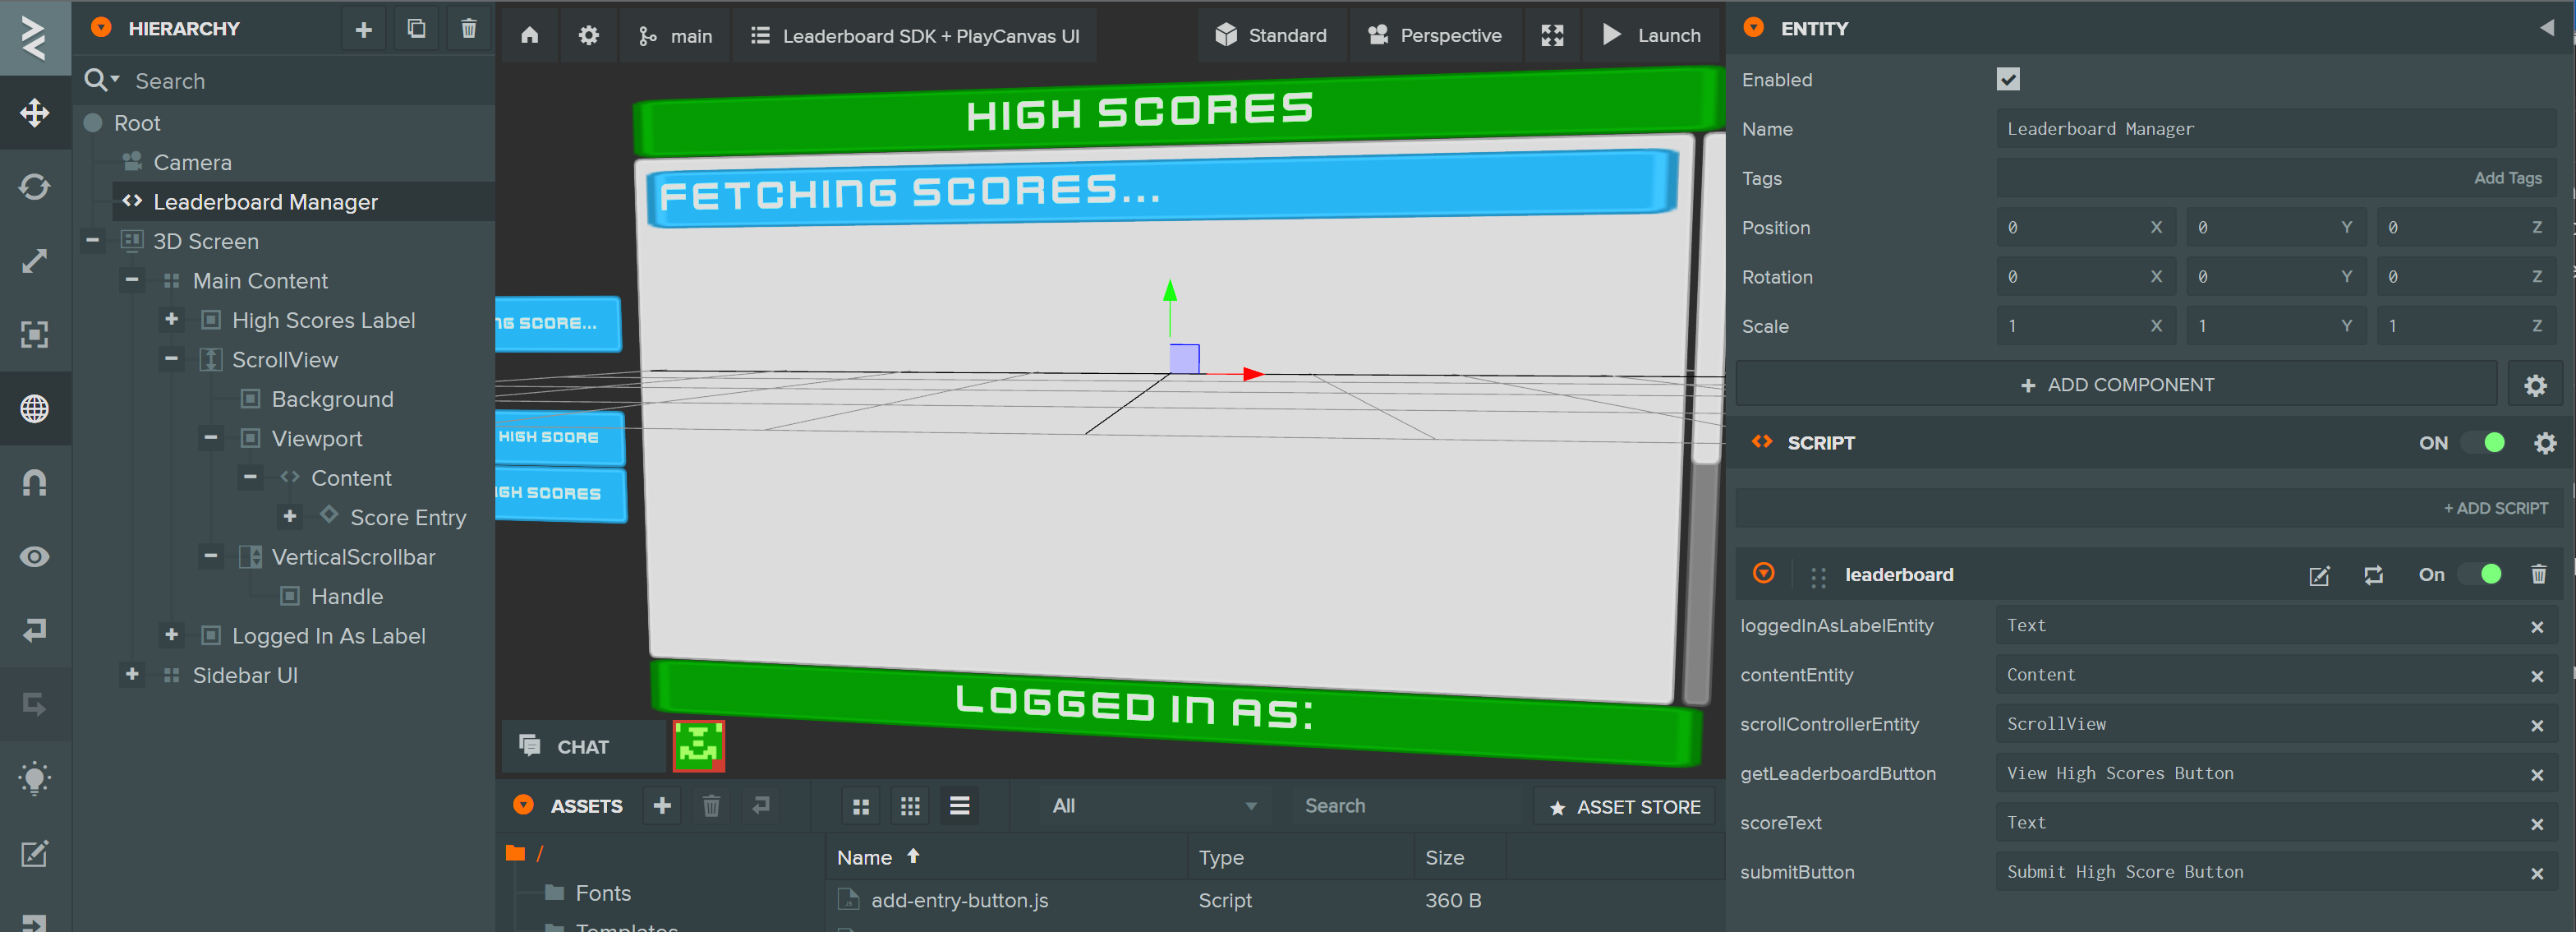 HIERARCHY
Search
Root
Camera
Leaderboard Manager
3D Screen
Main Content
High Scores Label
ScrollView
Background
Viewport
Content
Score Entry
VerticalScrollbar
Handle
Logged In As Label
Sidebar UI
main
Leaderboard SDK + PlayCanvas UI
Standard
Perspective
Launch
HIGH SCORES
FETCHING SCORES...
SCORE...
HIGH SCORE
SCORES
LOGGED IN AS:
CHAT
ASSETS
All
Search
ASSET STORE
/
Name
Type
Size
Fonts
add-entry-button.js
Script
360 B
Templates
ENTITY
Enabled
Name
Leaderboard Manager
Tags
Add Tags
Position
0 X
0 Y
0 Z
Rotation
0 X
0 Y
0 Z
Scale
1 X
1 Y
1 Z
+ ADD COMPONENT
SCRIPT
ON
+ ADD SCRIPT
leaderboard
On
loggedInAsLabelEntity
Text
contentEntity
Content
scrollControllerEntity
ScrollView
getLeaderboardButton
View High Scores Button
scoreText
Text
submitButton
Submit High Score Button